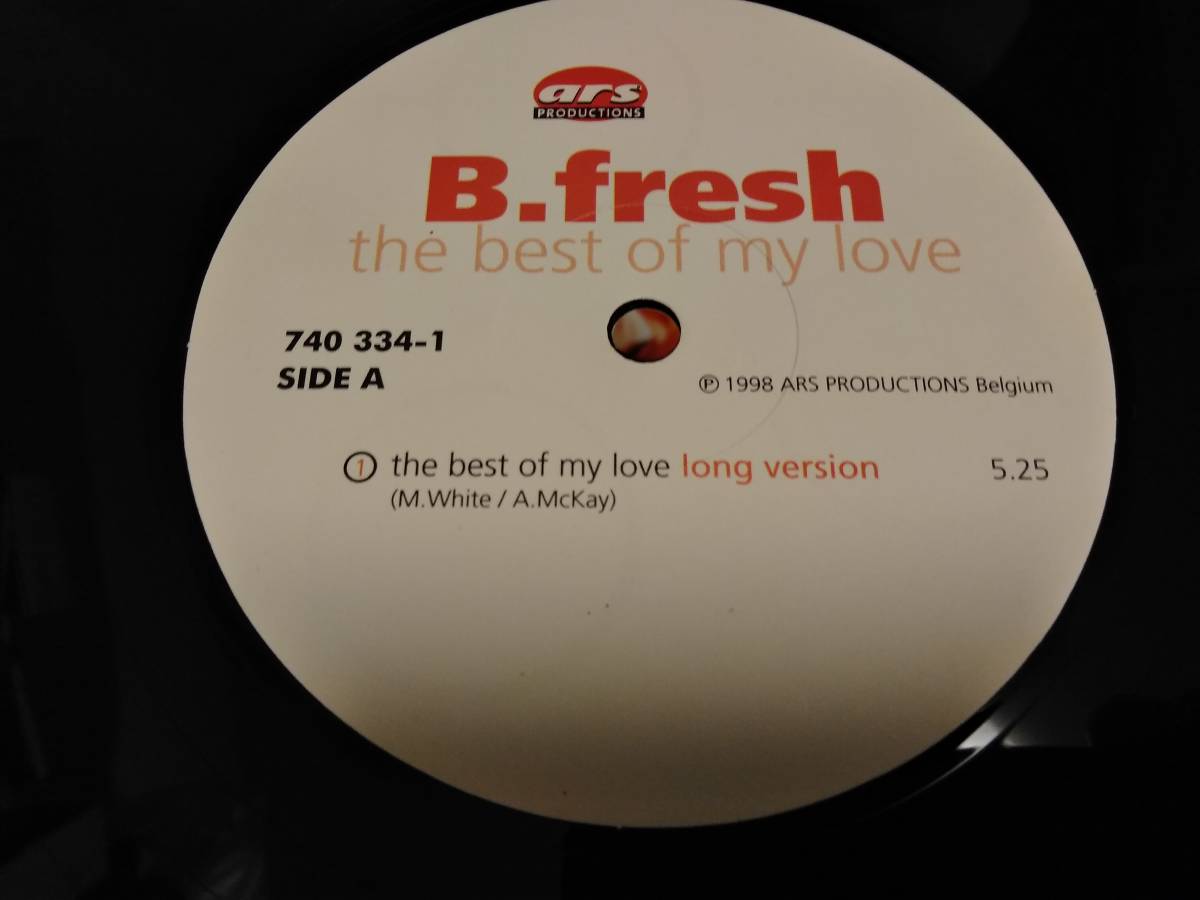 ars
PRODUCTIONS
B.fresh
the best of my love
740 334-1
SIDE A
℗ 1998 ARS PRODUCTIONS Belgium
① the best of my love long version 5.25
(M.White / A.McKay)